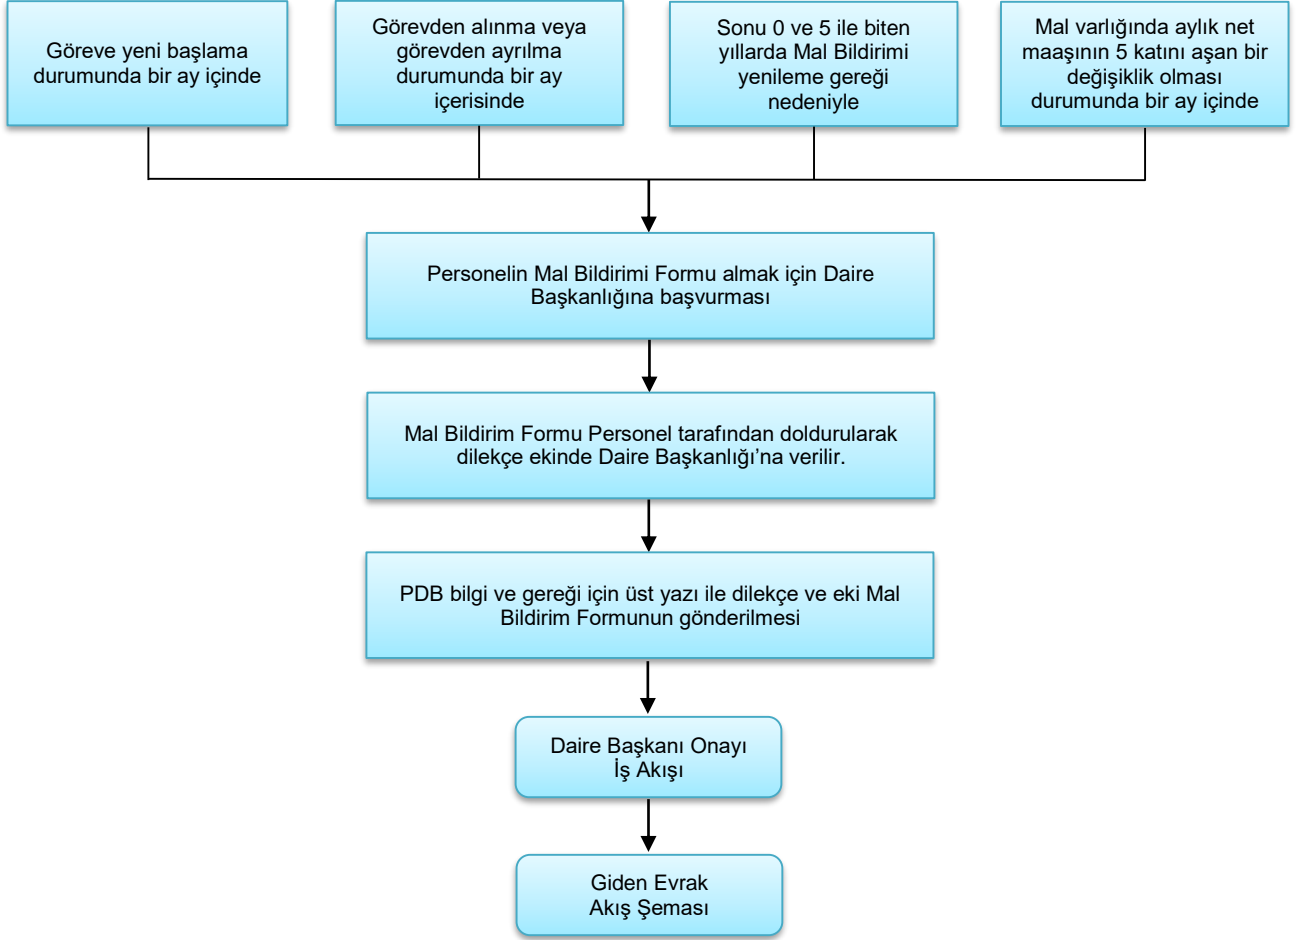 Göreve yeni başlama
durumunda bir ay içinde
Görevden alınma veya
görevden ayrılma
durumunda bir ay
içerisinde
Sonu 0 ve 5 ile biten
yıllarda Mal Bildirimi
yenileme gereği
nedeniyle
Mal varlığında aylık net
maaşının 5 katını aşan bir
değişiklik olması
durumunda bir ay içinde
Personelin Mal Bildirimi Formu almak için Daire
Başkanlığına başvurması
Mal Bildirim Formu Personel tarafından doldurularak
dilekçe ekinde Daire Başkanlığı’na verilir.
PDB bilgi ve gereği için üst yazı ile dilekçe ve eki Mal
Bildirim Formunun gönderilmesi
Daire Başkanı Onayı
İş Akışı
Giden Evrak
Akış Şeması